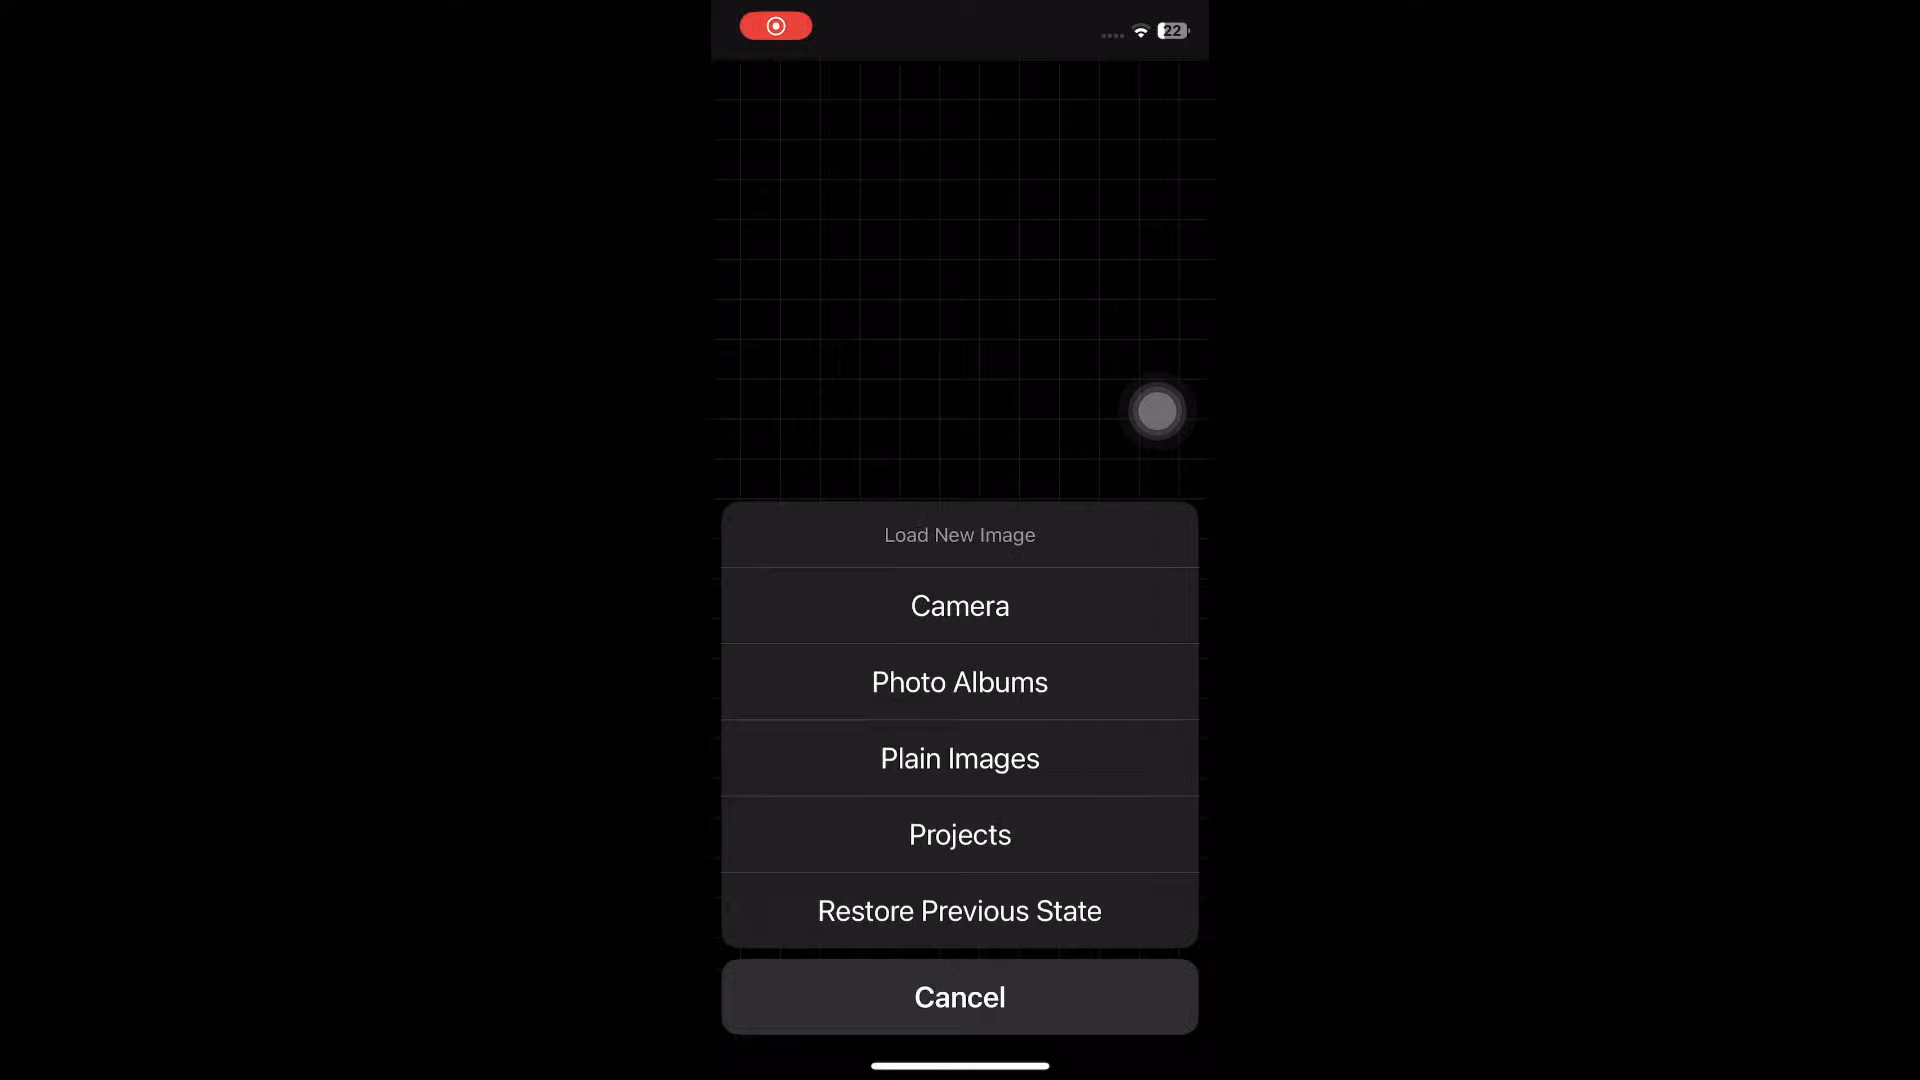 22
Load New Image
Camera
Photo Albums
Plain Images
Projects
Restore Previous State
Cancel